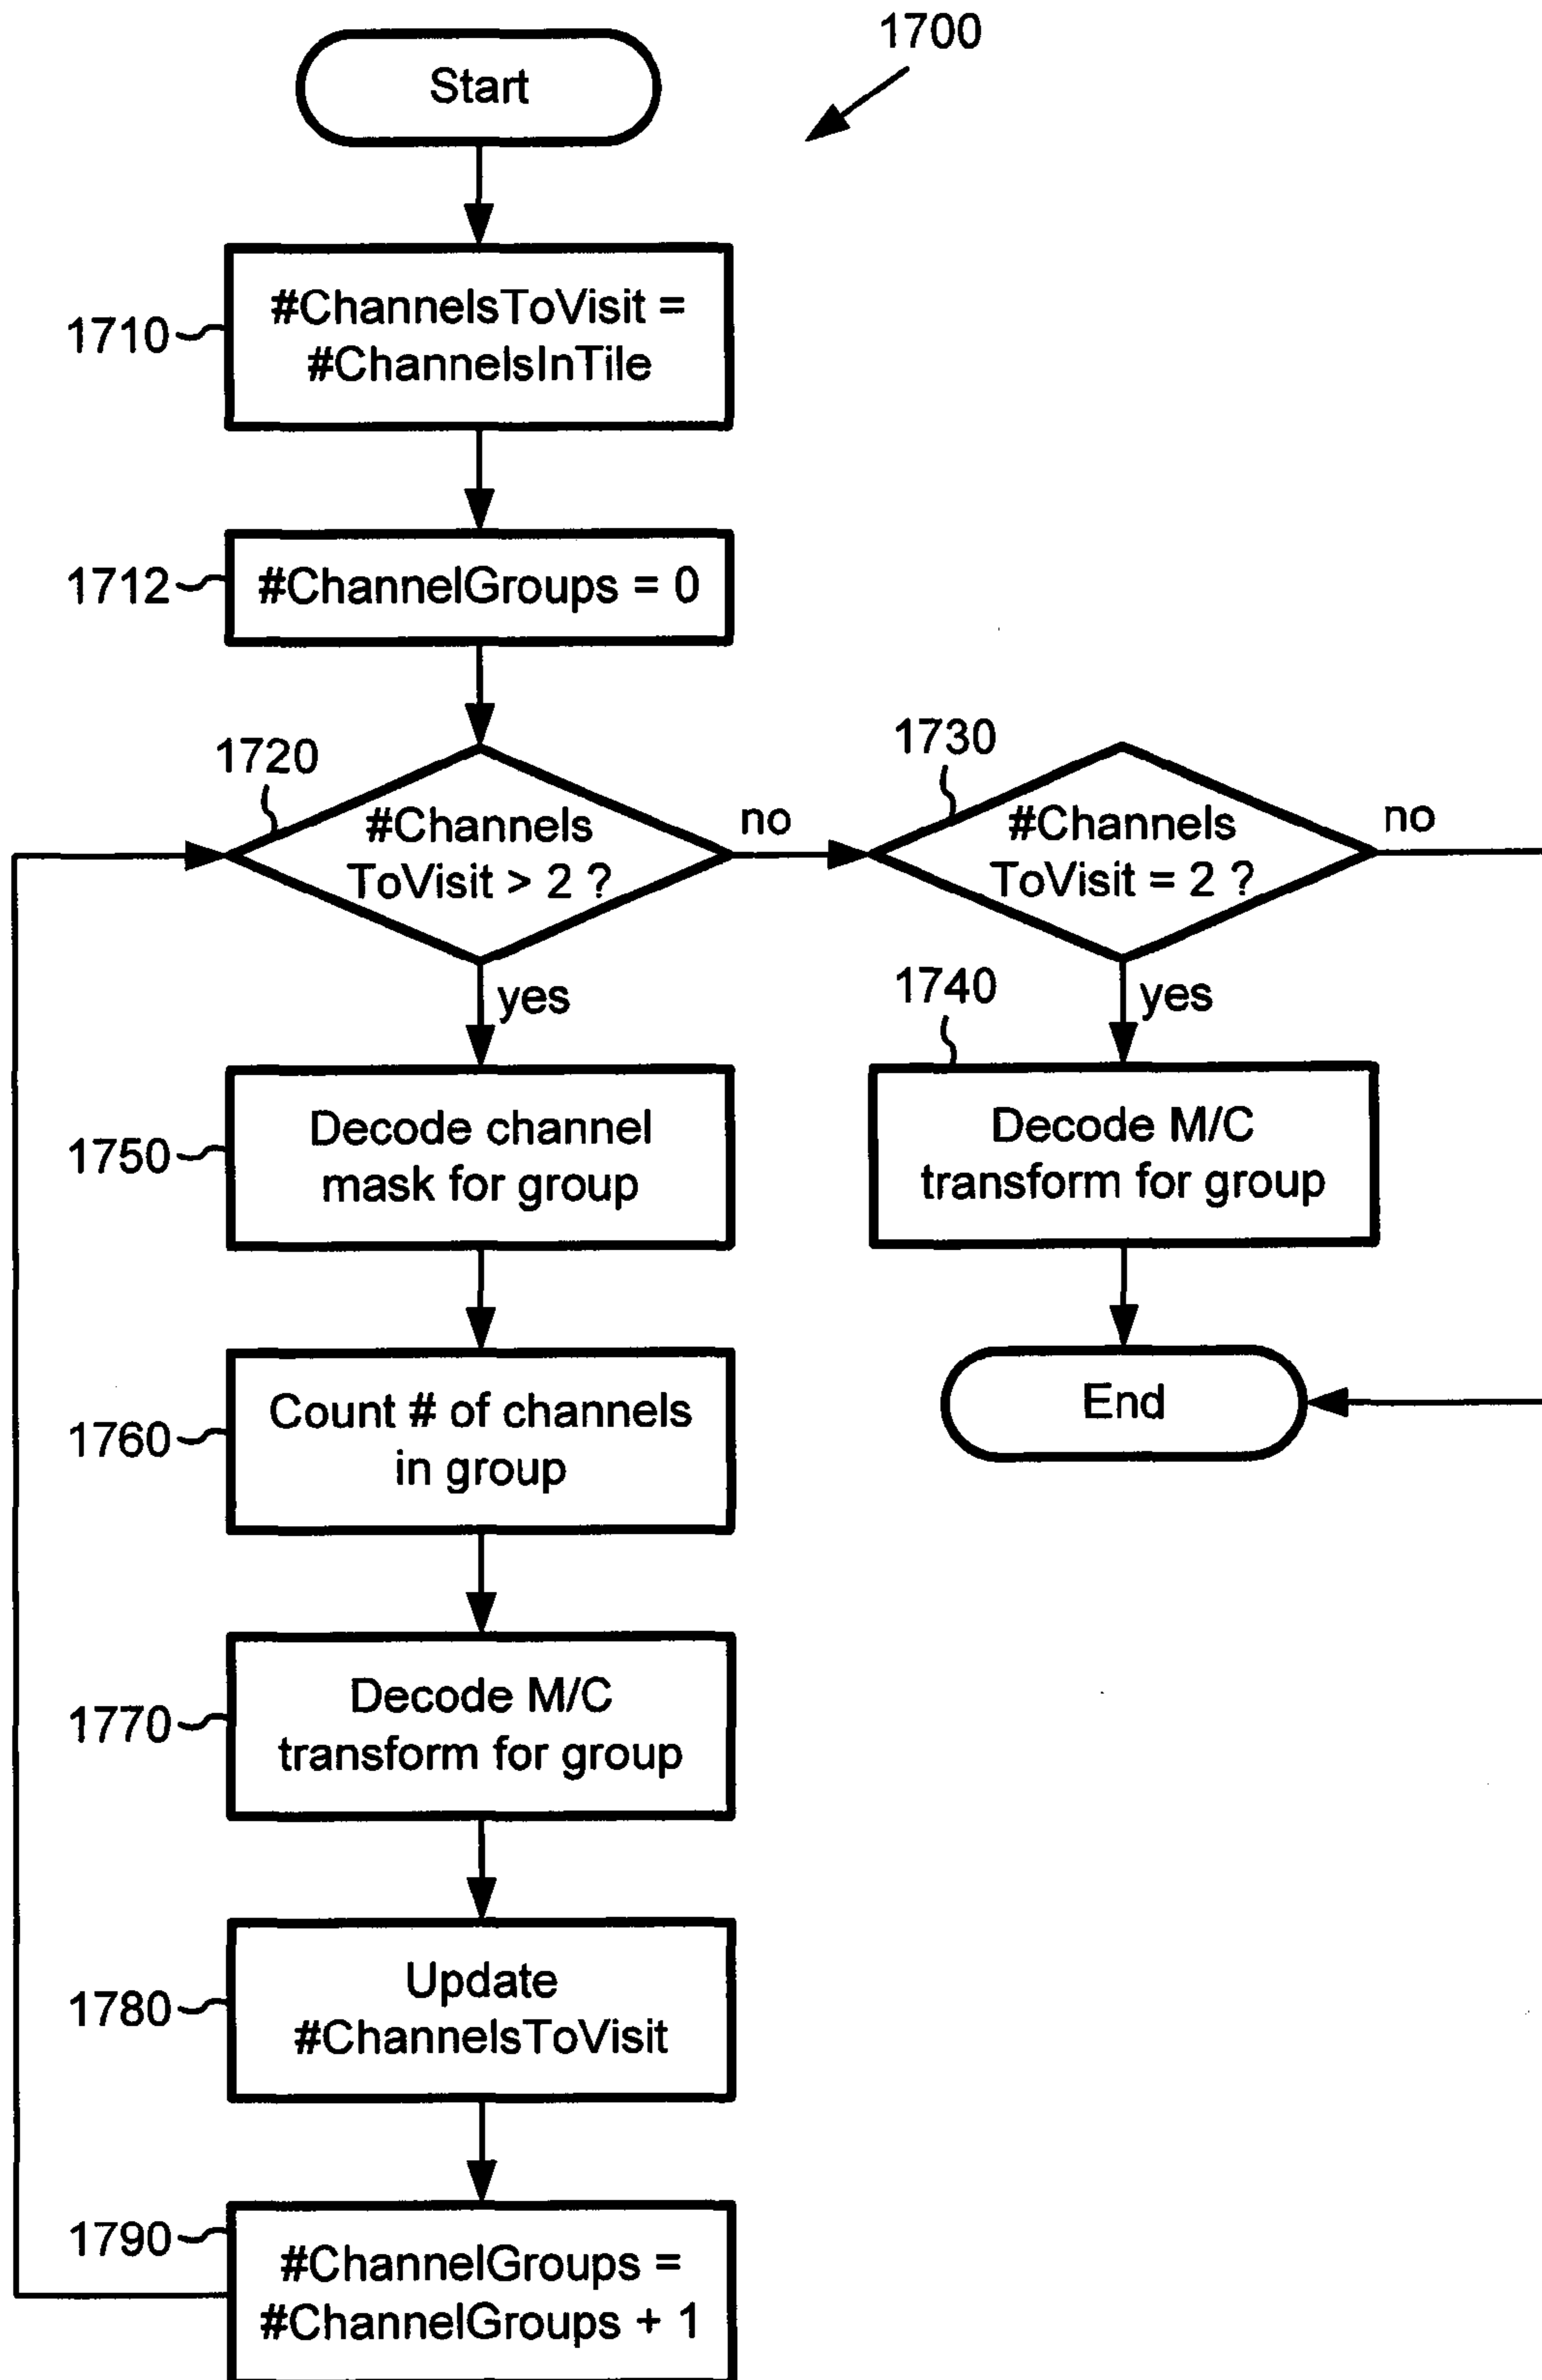 1700
Start
1710
#ChannelsToVisit =
#ChannelsInTile
1712
#ChannelGroups = 0
1720
#Channels
ToVisit > 2 ?
no
yes
1730
#Channels
ToVisit = 2 ?
no
yes
1740
Decode M/C
transform for group
End
1750
Decode channel
mask for group
1760
Count # of channels
in group
1770
Decode M/C
transform for group
1780
Update
#ChannelsToVisit
1790
#ChannelGroups =
#ChannelGroups + 1